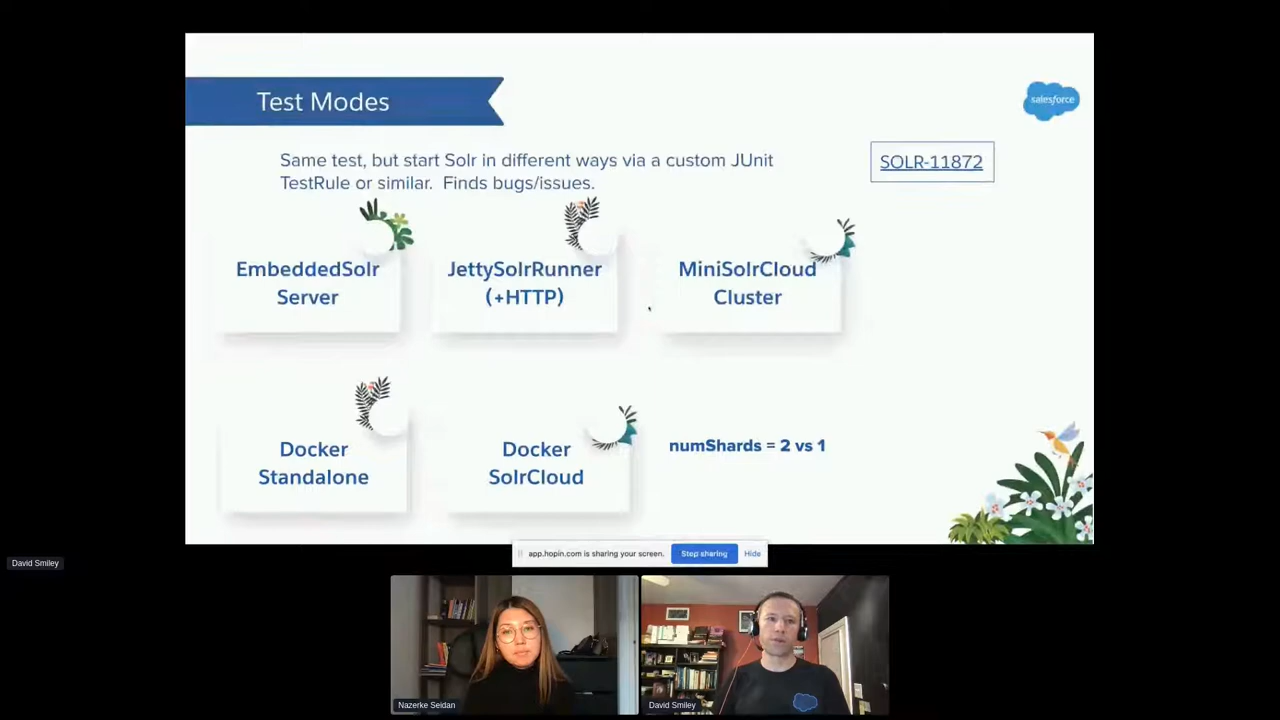 Test Modes
salesforce
Same test, but start Solr in different ways via a custom JUnit
TestRule or similar.  Finds bugs/issues.
SOLR-11872
EmbeddedSolr
Server
JettySolrRunner
(+HTTP)
MiniSolrCloud
Cluster
Docker
Standalone
Docker
SolrCloud
numShards = 2 vs 1
app.hopin.com is sharing your screen.
Stop sharing
Hide
David Smiley
Nazerke Seidan
David Smiley